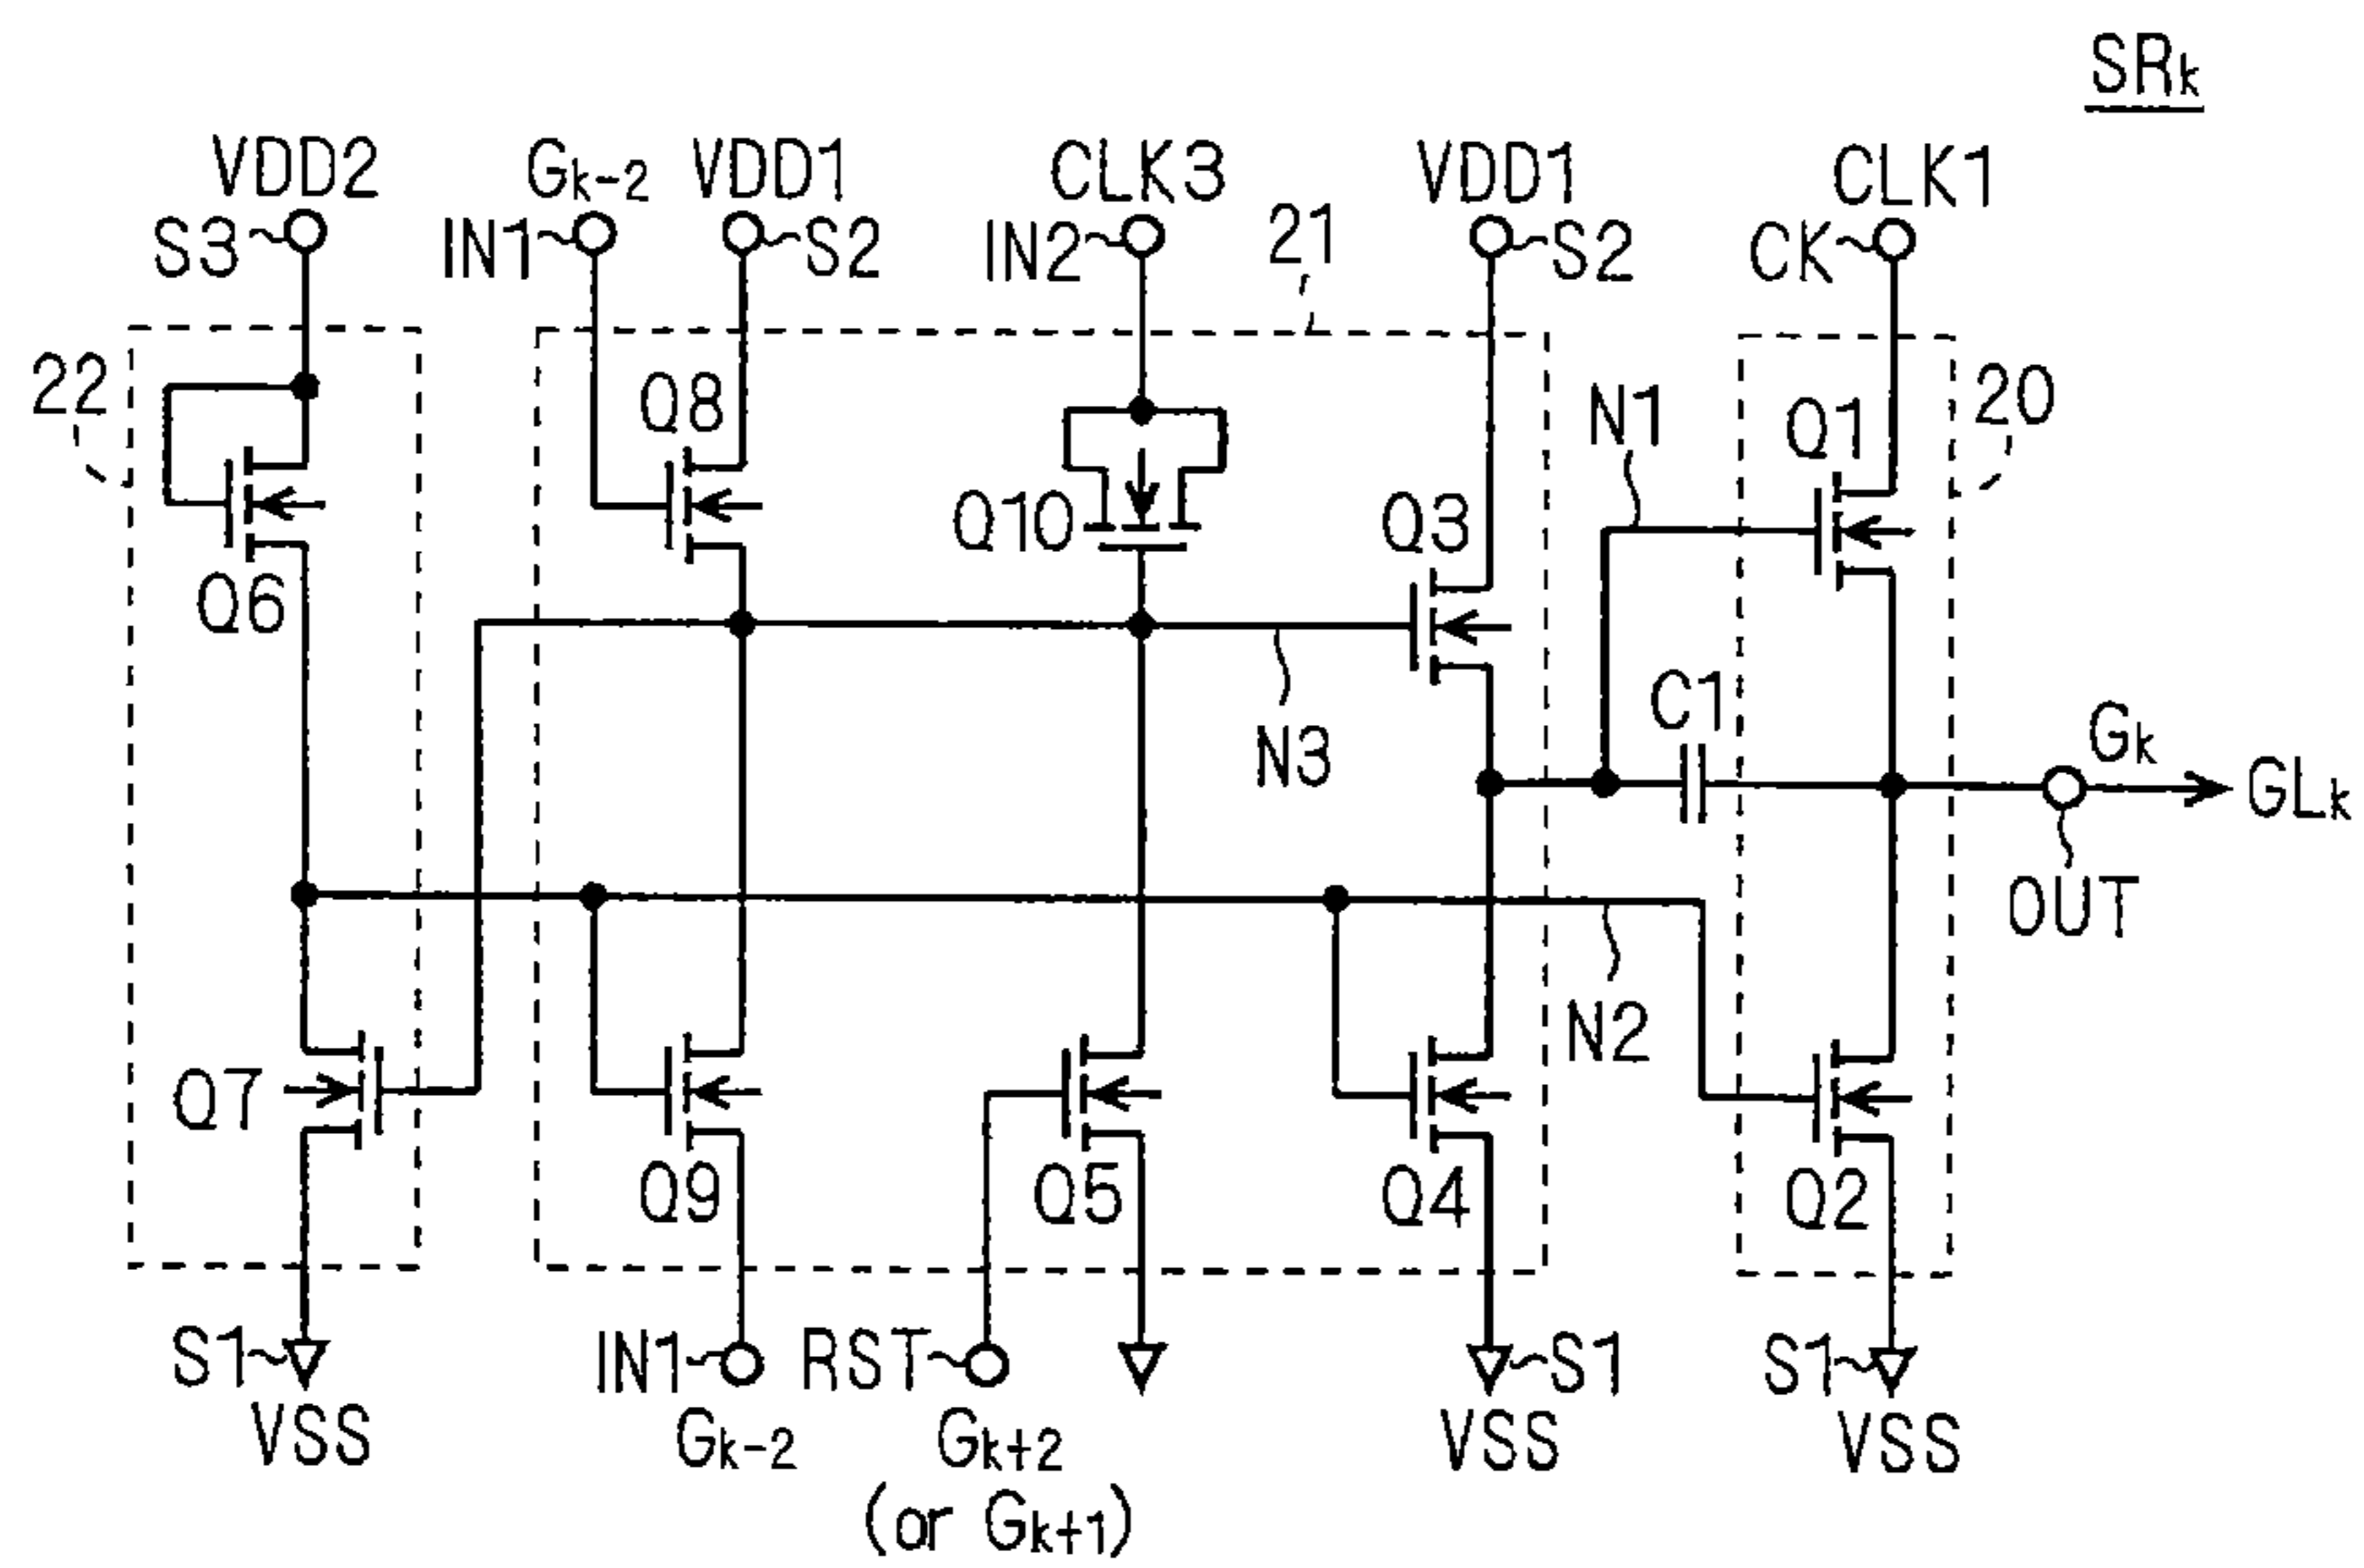 SRk
VDD2
Gk-2
VDD1
CLK3
VDD1
CLK1
S3
IN1
S2
IN2
21
S2
CK
22
Q8
N1
Q1
20
Q10
Q3
Q6
C1
N3
Gk
GLk
OUT
N2
Q7
Q9
Q5
Q4
Q2
S1
IN1
RST
S1
S1
VSS
Gk-2
Gk+2
VSS
VSS
(or Gk+1)